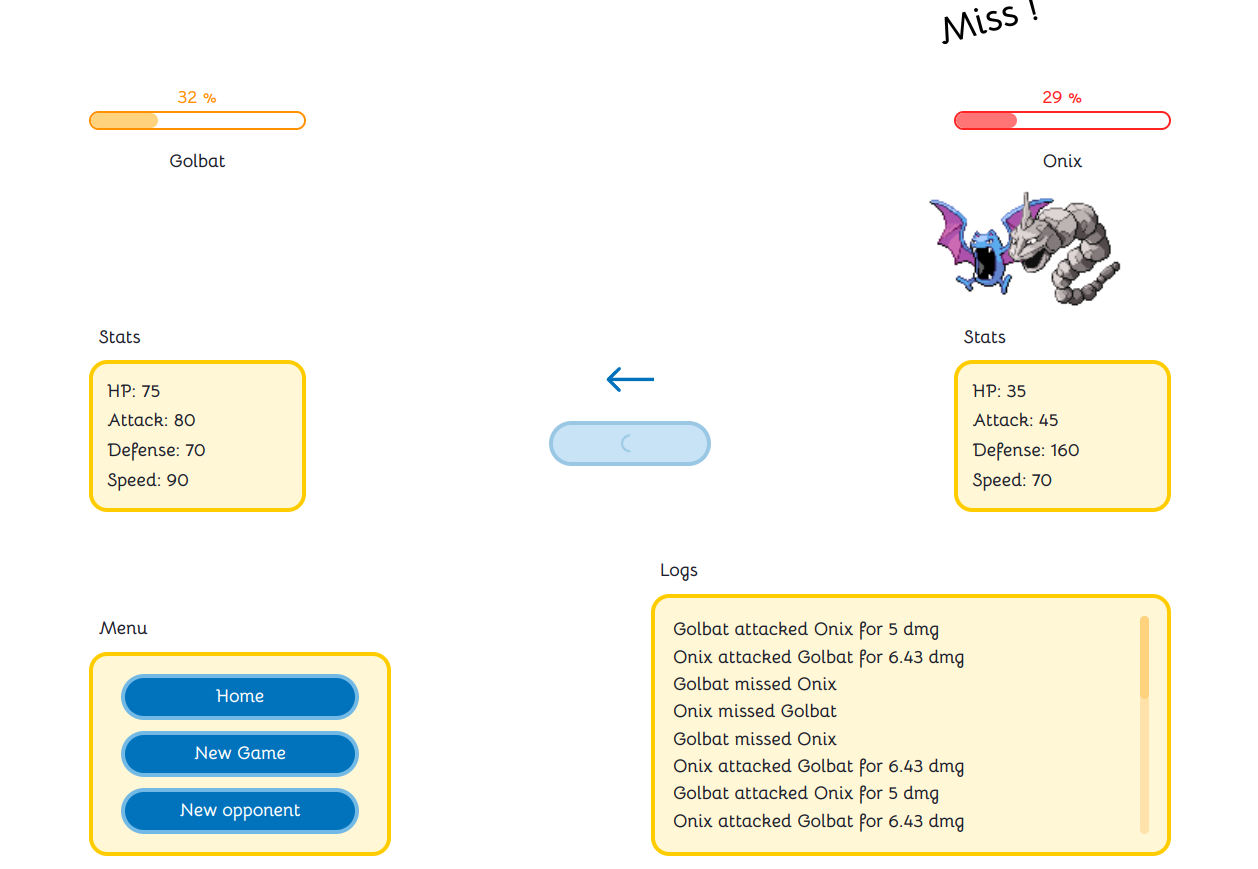 Miss !
32 %
29 %
Golbat
Onix
Stats
HP: 75
Attack: 80
Defense: 70
Speed: 90
Stats
HP: 35
Attack: 45
Defense: 160
Speed: 70
Menu
Home
New Game
New opponent
Logs
Golbat attacked Onix for 5 dmg
Onix attacked Golbat for 6.43 dmg
Golbat missed Onix
Onix missed Golbat
Golbat missed Onix
Onix attacked Golbat for 6.43 dmg
Golbat attacked Onix for 5 dmg
Onix attacked Golbat for 6.43 dmg